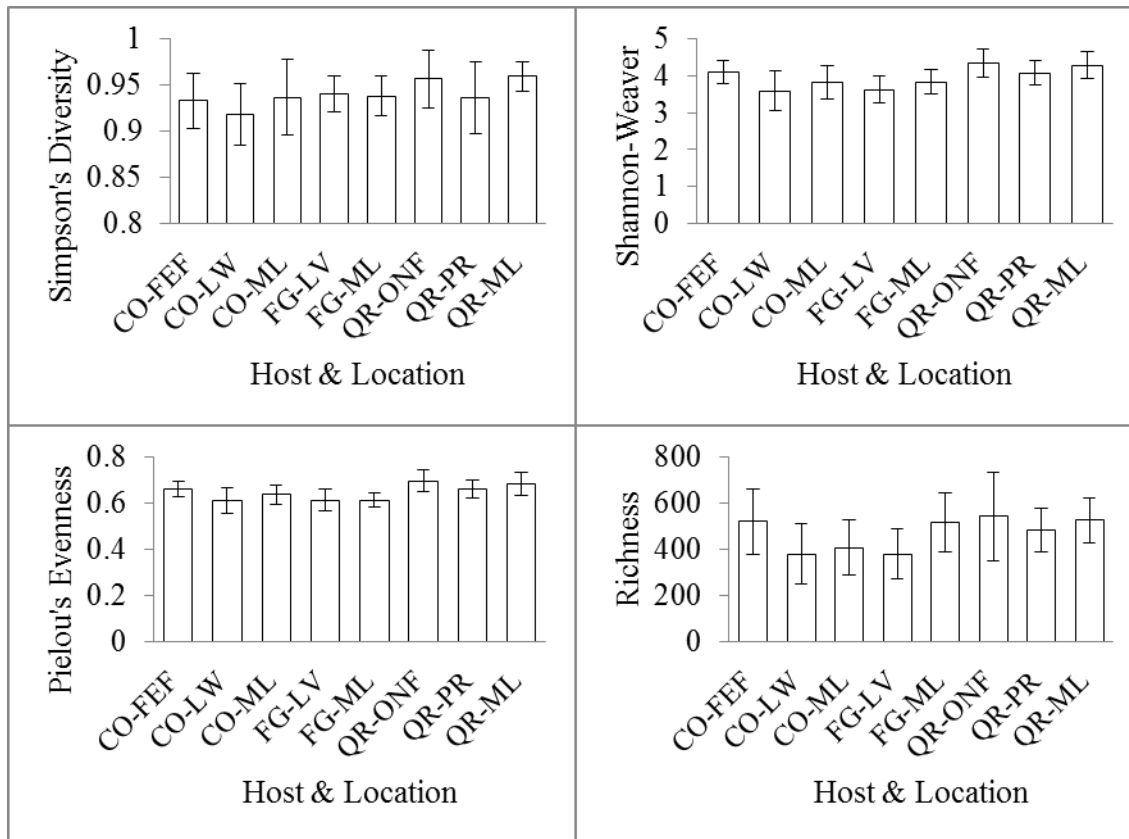 Simpson's Diversity
1
0.95
0.9
0.85
0.8
CO-FEF
CO-LW
CO-ML
FG-LV
FG-ML
QR-ONF
QR-PR
QR-ML
Host & Location
Shannon-Weaver
5
4
3
2
1
0
CO-FEF
CO-LW
CO-ML
FG-LV
FG-ML
QR-ONF
QR-PR
QR-ML
Host & Location
Pielou's Evenness
0.8
0.6
0.4
0.2
0
CO-FEF
CO-LW
CO-ML
FG-LV
FG-ML
QR-ONF
QR-PR
QR-ML
Host & Location
Richness
800
600
400
200
0
CO-FEF
CO-LW
CO-ML
FG-LV
FG-ML
QR-ONF
QR-PR
QR-ML
Host & Location